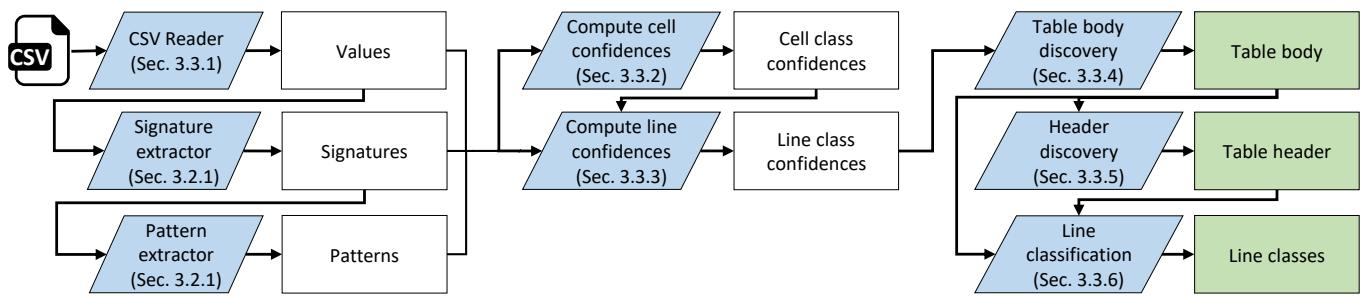 CSV
CSV Reader
(Sec. 3.3.1)
Values
Signature
extractor
(Sec. 3.2.1)
Signatures
Pattern
extractor
(Sec. 3.2.1)
Patterns
Compute cell
confidences
(Sec. 3.3.2)
Cell class
confidences
Compute line
confidences
(Sec. 3.3.3)
Line class
confidences
Table body
discovery
(Sec. 3.3.4)
Table body
Header
discovery
(Sec. 3.3.5)
Table header
Line
classification
(Sec. 3.3.6)
Line classes